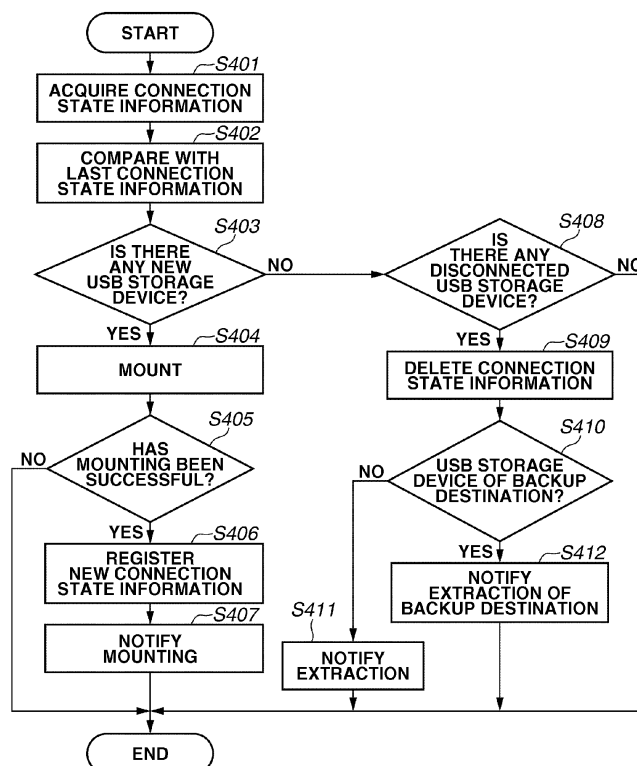 START
S401
ACQUIRE CONNECTION
STATE INFORMATION
S402
COMPARE WITH
LAST CONNECTION
STATE INFORMATION
S403
IS THERE
ANY NEW
USB STORAGE
DEVICE?
NO
YES
S404
MOUNT
S405
HAS
MOUNTING BEEN
SUCCESSFUL?
NO
YES
S406
REGISTER
NEW CONNECTION
STATE INFORMATION
S407
NOTIFY
MOUNTING
S408
IS
THERE ANY
DISCONNECTED
USB STORAGE
DEVICE?
NO
YES
S409
DELETE CONNECTION
STATE INFORMATION
S410
USB STORAGE
DEVICE OF BACKUP
DESTINATION?
NO
YES
S412
NOTIFY
EXTRACTION OF
BACKUP DESTINATION
S411
NOTIFY
EXTRACTION
END